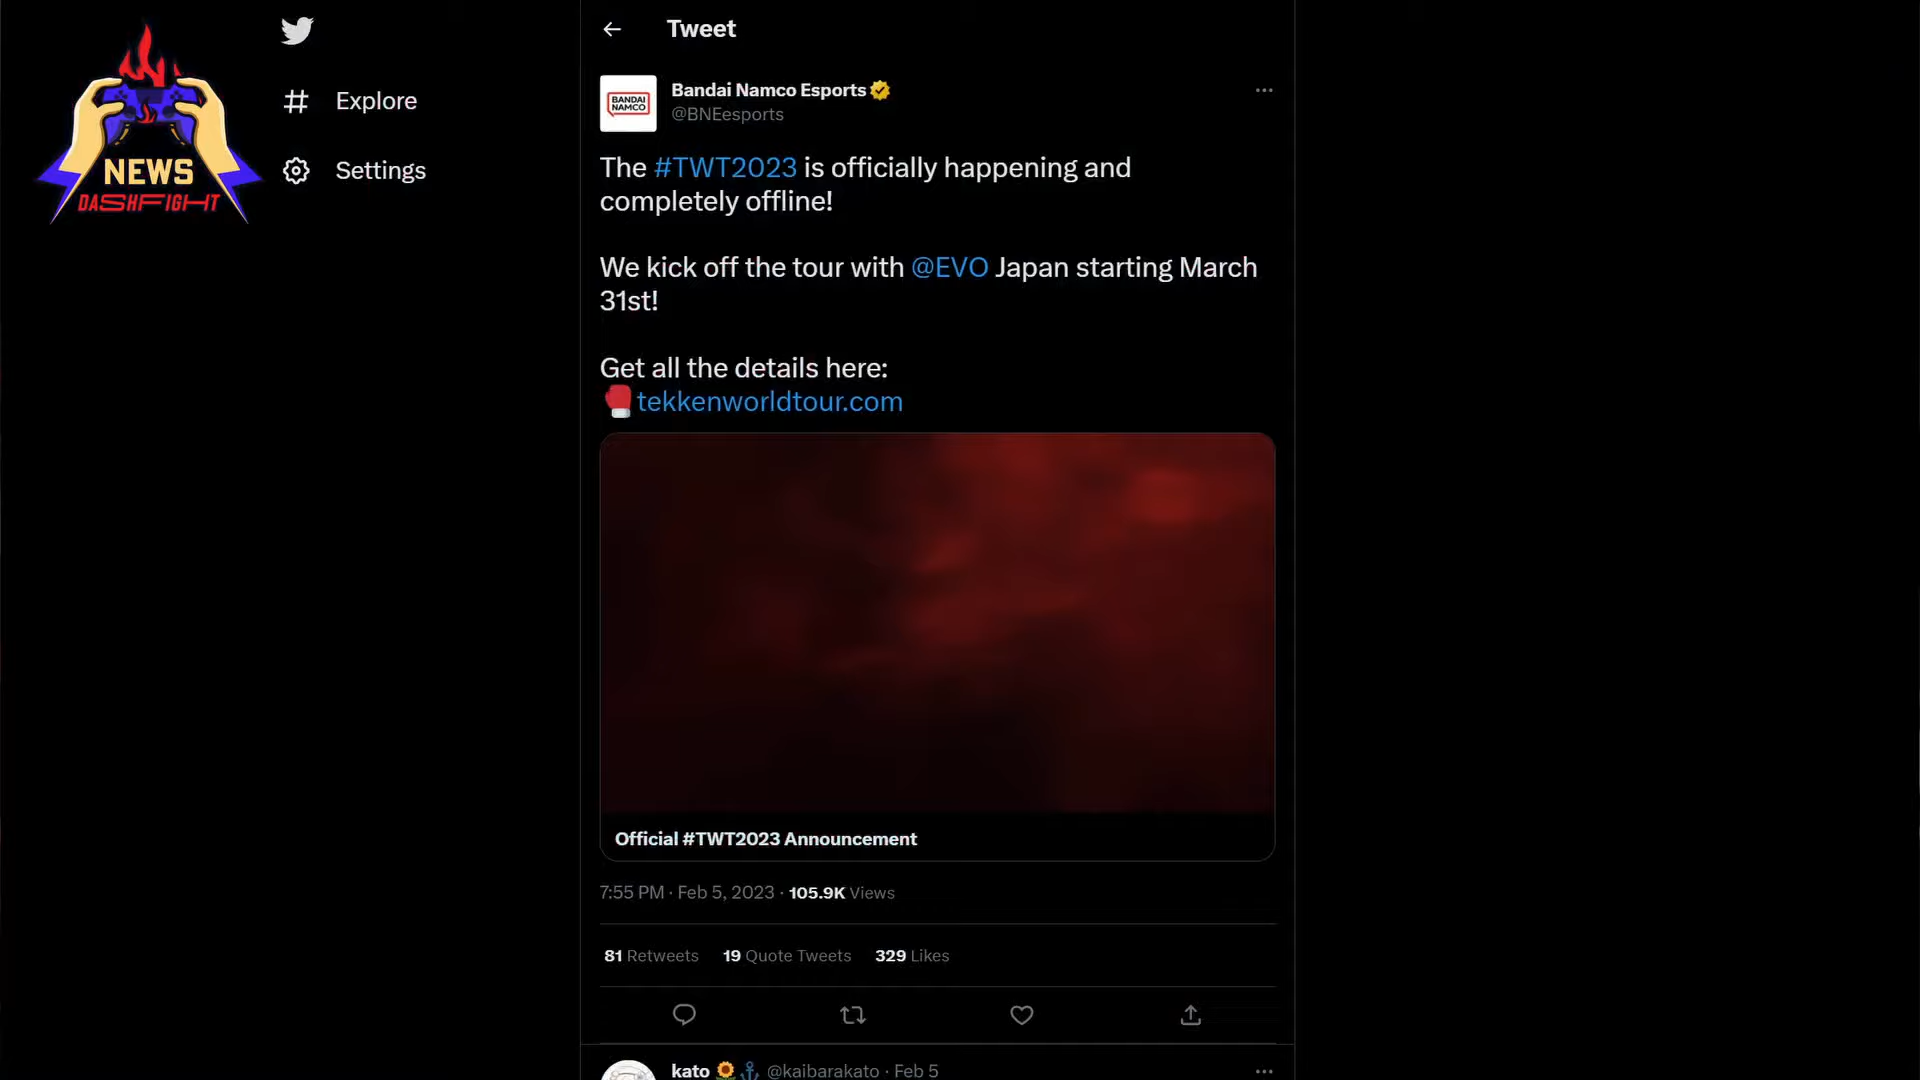 NEWS
DASHFIGHT
Explore
Settings
Tweet
BANDAI
NAMCO
Bandai Namco Esports
@BNEesports
The #TWT2023 is officially happening and
completely offline!
We kick off the tour with @EVO Japan starting March
31st!
Get all the details here:
tekkenworldtour.com
Official #TWT2023 Announcement
7:55 PM · Feb 5, 2023 · 105.9K Views
81 Retweets 19 Quote Tweets 329 Likes
kato 🌻⚓ @kaibarakato · Feb 5